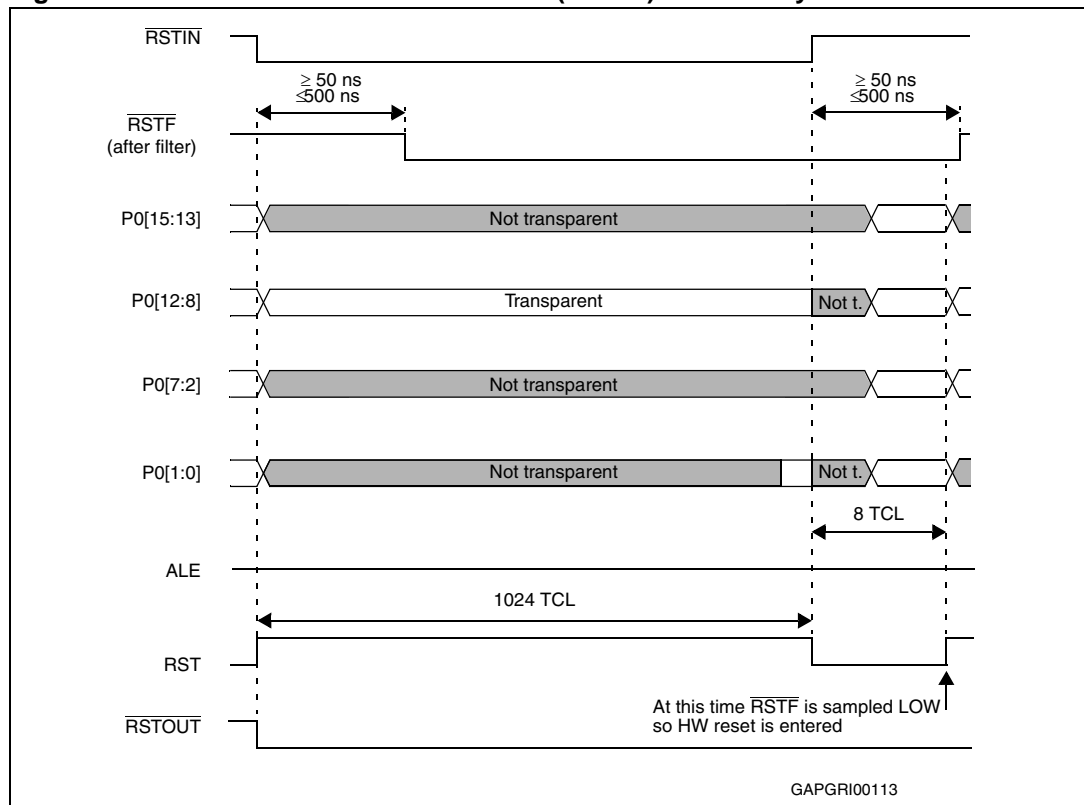 RSTIN
≥ 50 ns
≤500 ns
≥ 50 ns
≤500 ns
RSTF
(after filter)
P0[15:13]
Not transparent
P0[12:8]
Transparent
Not t.
P0[7:2]
Not transparent
P0[1:0]
Not transparent
Not t.
8 TCL
ALE
1024 TCL
RST
At this time RSTF is sampled LOW
so HW reset is entered
RSTOUT
GAPGRI00113